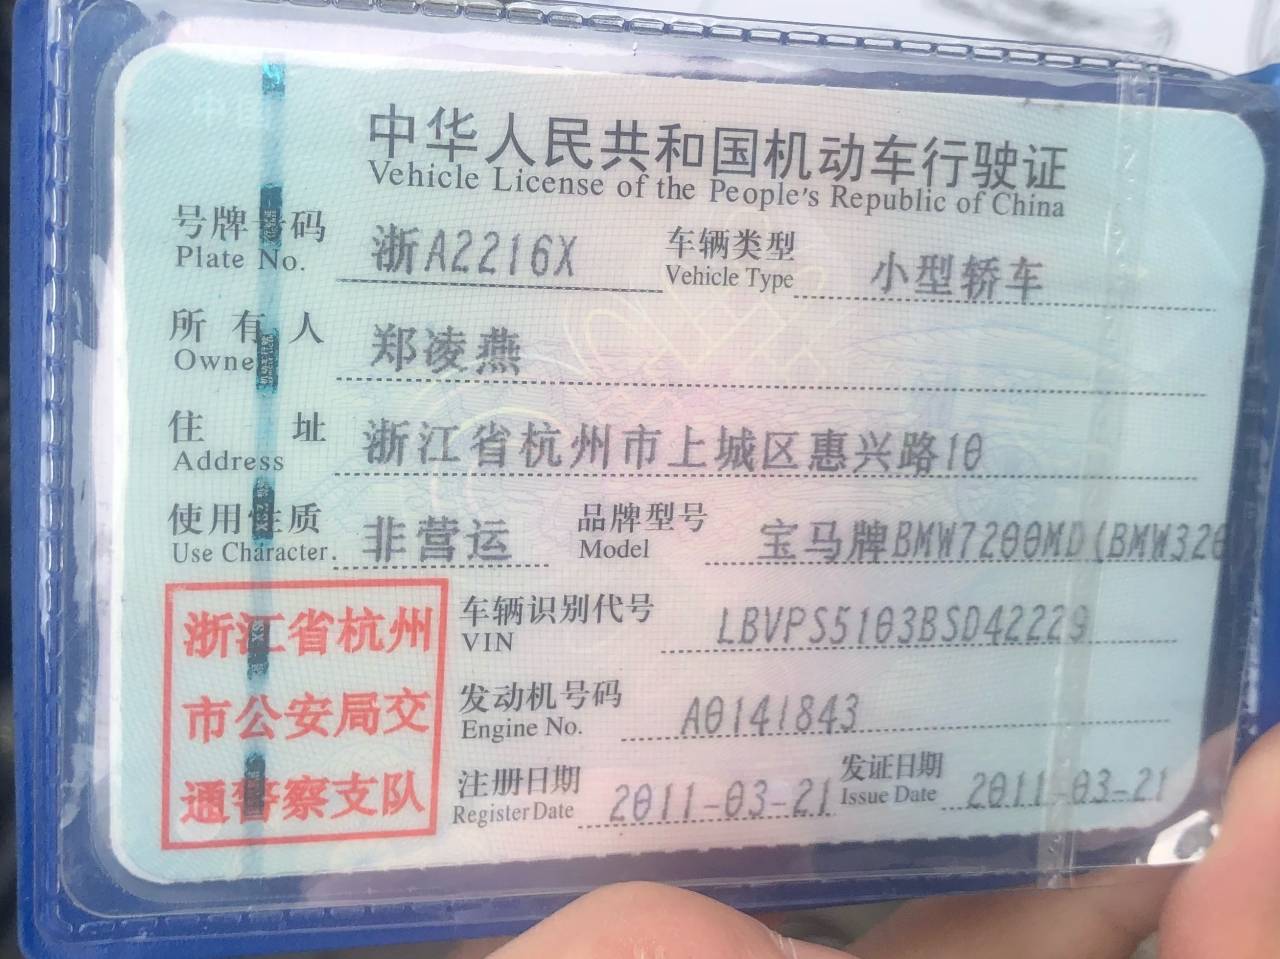 中华人民共和国机动车行驶证
Vehicle License of the People's Republic of China
号牌号码 浙A2216X 车辆类型 小型轿车
Plate No. Vehicle Type
所有人 郑凌燕
Owner
住址 浙江省杭州市上城区惠兴路10
Address
使用性质 非营运 品牌型号 宝马牌BMW7200MD(BMW320
Use Character Model
浙江省杭州
市公安局交
通警察支队
车辆识别代号 LBVPS5103BSD42229
VIN
发动机号码 A0141843
Engine No.
注册日期 2011-03-21 发证日期 2011-03-21
Register Date Issue Date